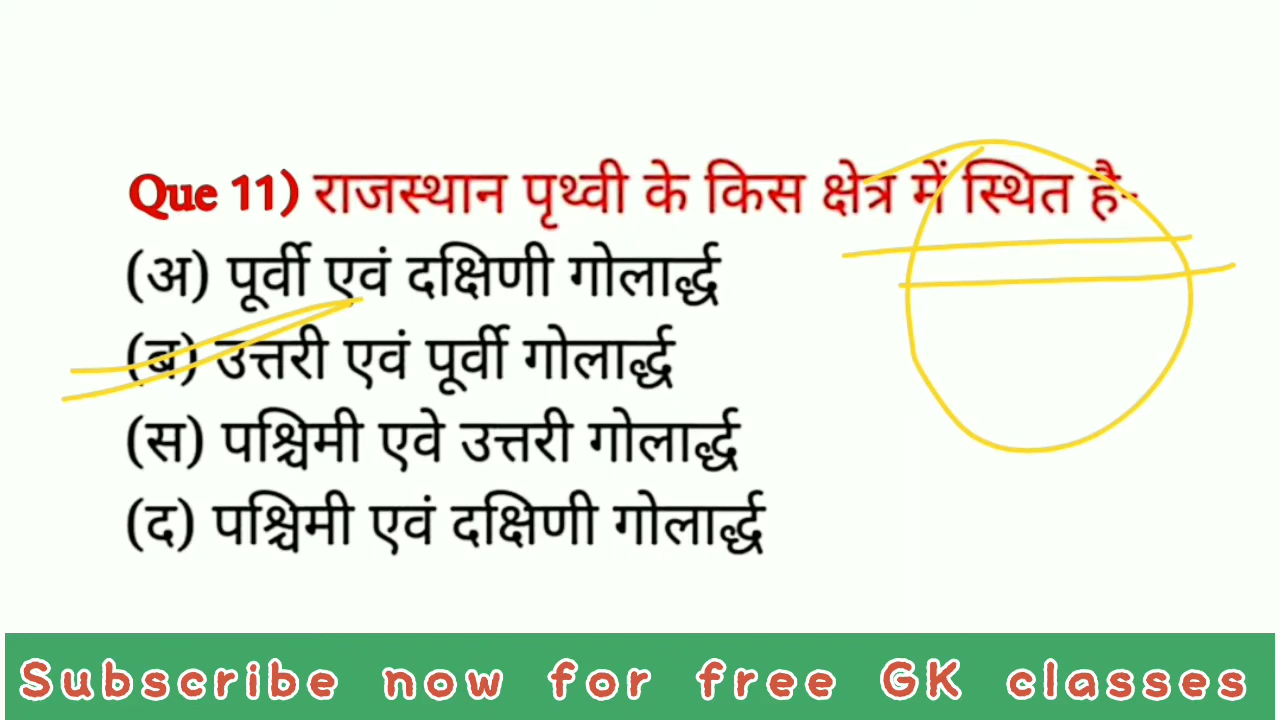 Que 11) राजस्थान पृथ्वी के किस क्षेत्र में स्थित है-
(अ) पूर्वी एवं दक्षिणी गोलार्द्ध
(ब) उत्तरी एवं पूर्वी गोलार्द्ध
(स) पश्चिमी एवे उत्तरी गोलार्द्ध
(द) पश्चिमी एवं दक्षिणी गोलार्द्ध
Subscribe now for free GK classes